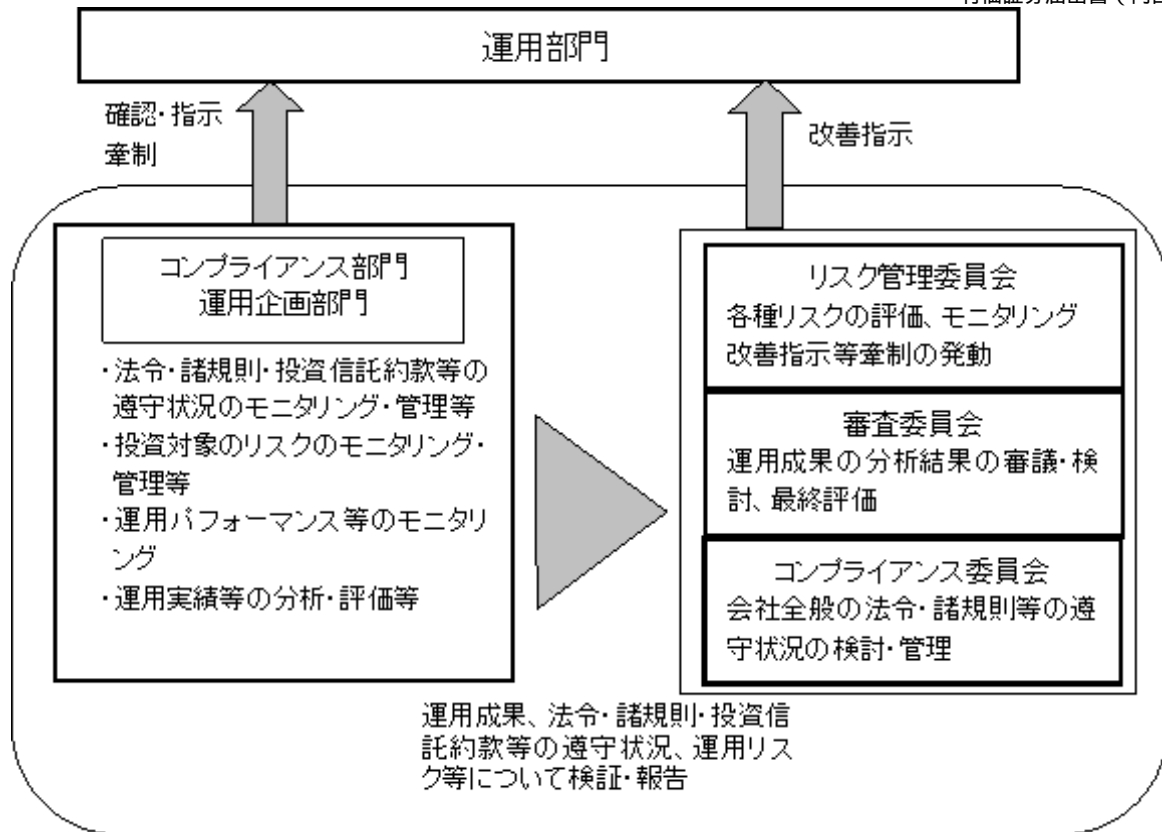 運用部門
確認・指示
牽制
改善指示
コンプライアンス部門
運用企画部門
・法令・諸規則・投資信託約款等の
遵守状況のモニタリング・管理等
・投資対象のリスクのモニタリング・
管理等
・運用パフォーマンス等のモニタリ
ング
・運用実績等の分析・評価等
リスク管理委員会
各種リスクの評価、モニタリング
改善指示等牽制の発動
審査委員会
運用成果の分析結果の審議・検
討、最終評価
コンプライアンス委員会
会社全般の法令・諸規則等の遵
守状況の検討・管理
運用成果、法令・諸規則・投資信
託約款等の遵守状況、運用リス
ク等について検証・報告